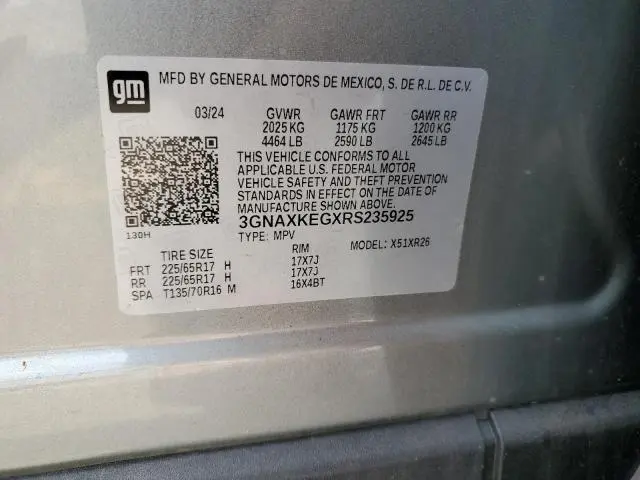 gm
MFD BY GENERAL MOTORS DE MEXICO, S. DE R.L. DE C.V.
03/24 GVWR GAWR FRT GAWR RR
2025 KG 1175 KG 1200 KG
4464 LB 2590 LB 2645 LB
THIS VEHICLE CONFORMS TO ALL
APPLICABLE U.S. FEDERAL MOTOR
VEHICLE SAFETY AND THEFT PREVENTION
STANDARDS IN EFFECT ON THE DATE OF
MANUFACTURE SHOWN ABOVE.
3GNAXKEGXRS235925
130H TYPE: MPV MODEL: X51XR26
TIRE SIZE RIM
FRT 225/65R17 H 17X7J
RR 225/65R17 H 17X7J
SPA T135/70R16 M 16X4BT